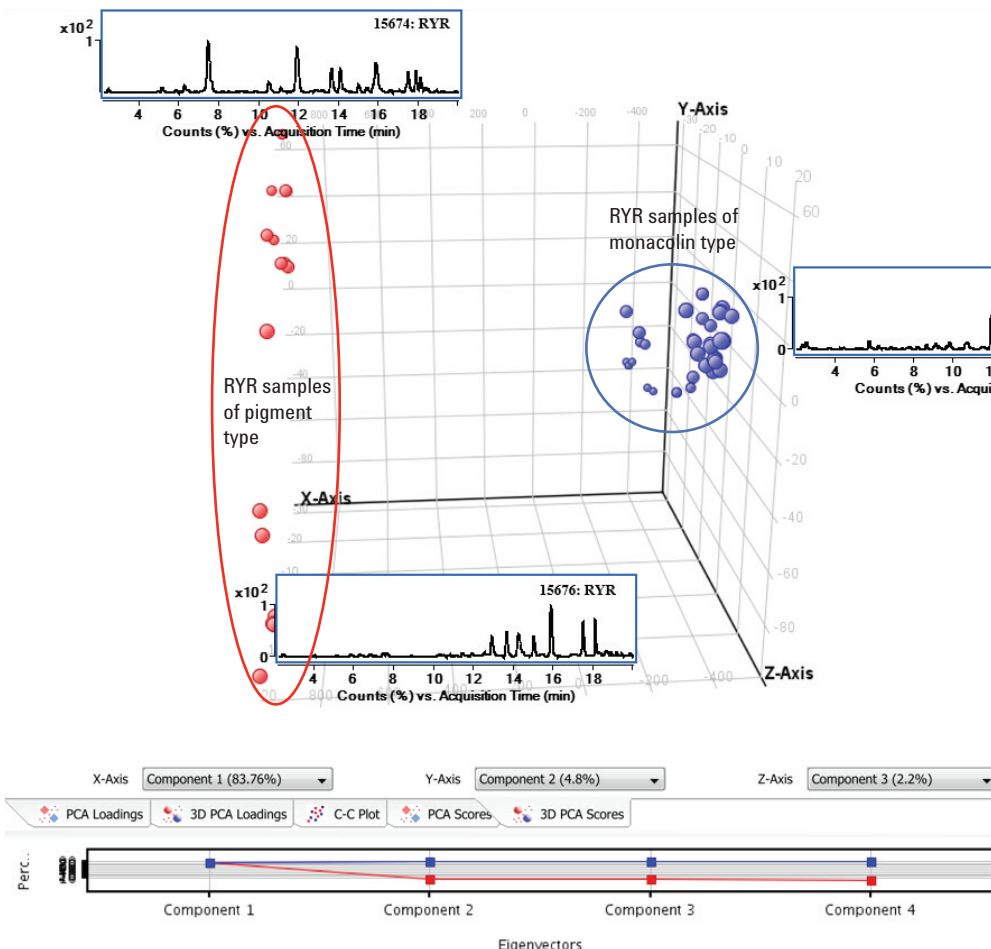 15674: RYR
x10²
1
4 6 8 10 12 14 16 18
Counts (%) vs. Acquisition Time (min)
Y-Axis
RYR samples of
monacolin type
x10²
1
0
4 6 8 10
Counts (%) vs. Acqui
RYR samples
of pigment
type
X-Axis
15676: RYR
x10²
1
0
4 6 8 10 12 14 16 18
Counts (%) vs. Acquisition Time (min)
Z-Axis
X-Axis Component 1 (83.76%) Y-Axis Component 2 (4.8%) Z-Axis Component 3 (2.2%)
PCA Loadings 3D PCA Loadings C-C Plot PCA Scores 3D PCA Scores
Perc..
Component 1 Component 2 Component 3 Component 4
Eigenvectors